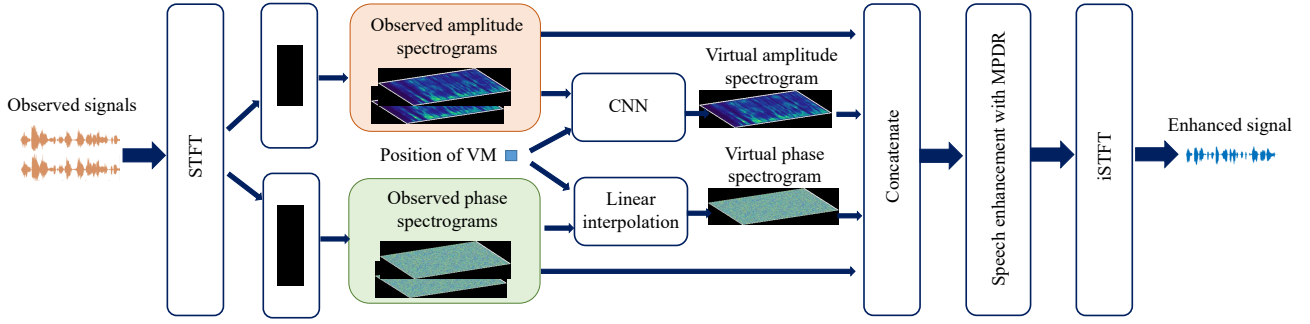 Observed signals
STFT
Observed amplitude
spectrograms
Position of VM
Observed phase
spectrograms
CNN
Linear
interpolation
Virtual amplitude
spectrogram
Virtual phase
spectrogram
Concatenate
Speech enhancement with MPDR
iSTFT
Enhanced signal